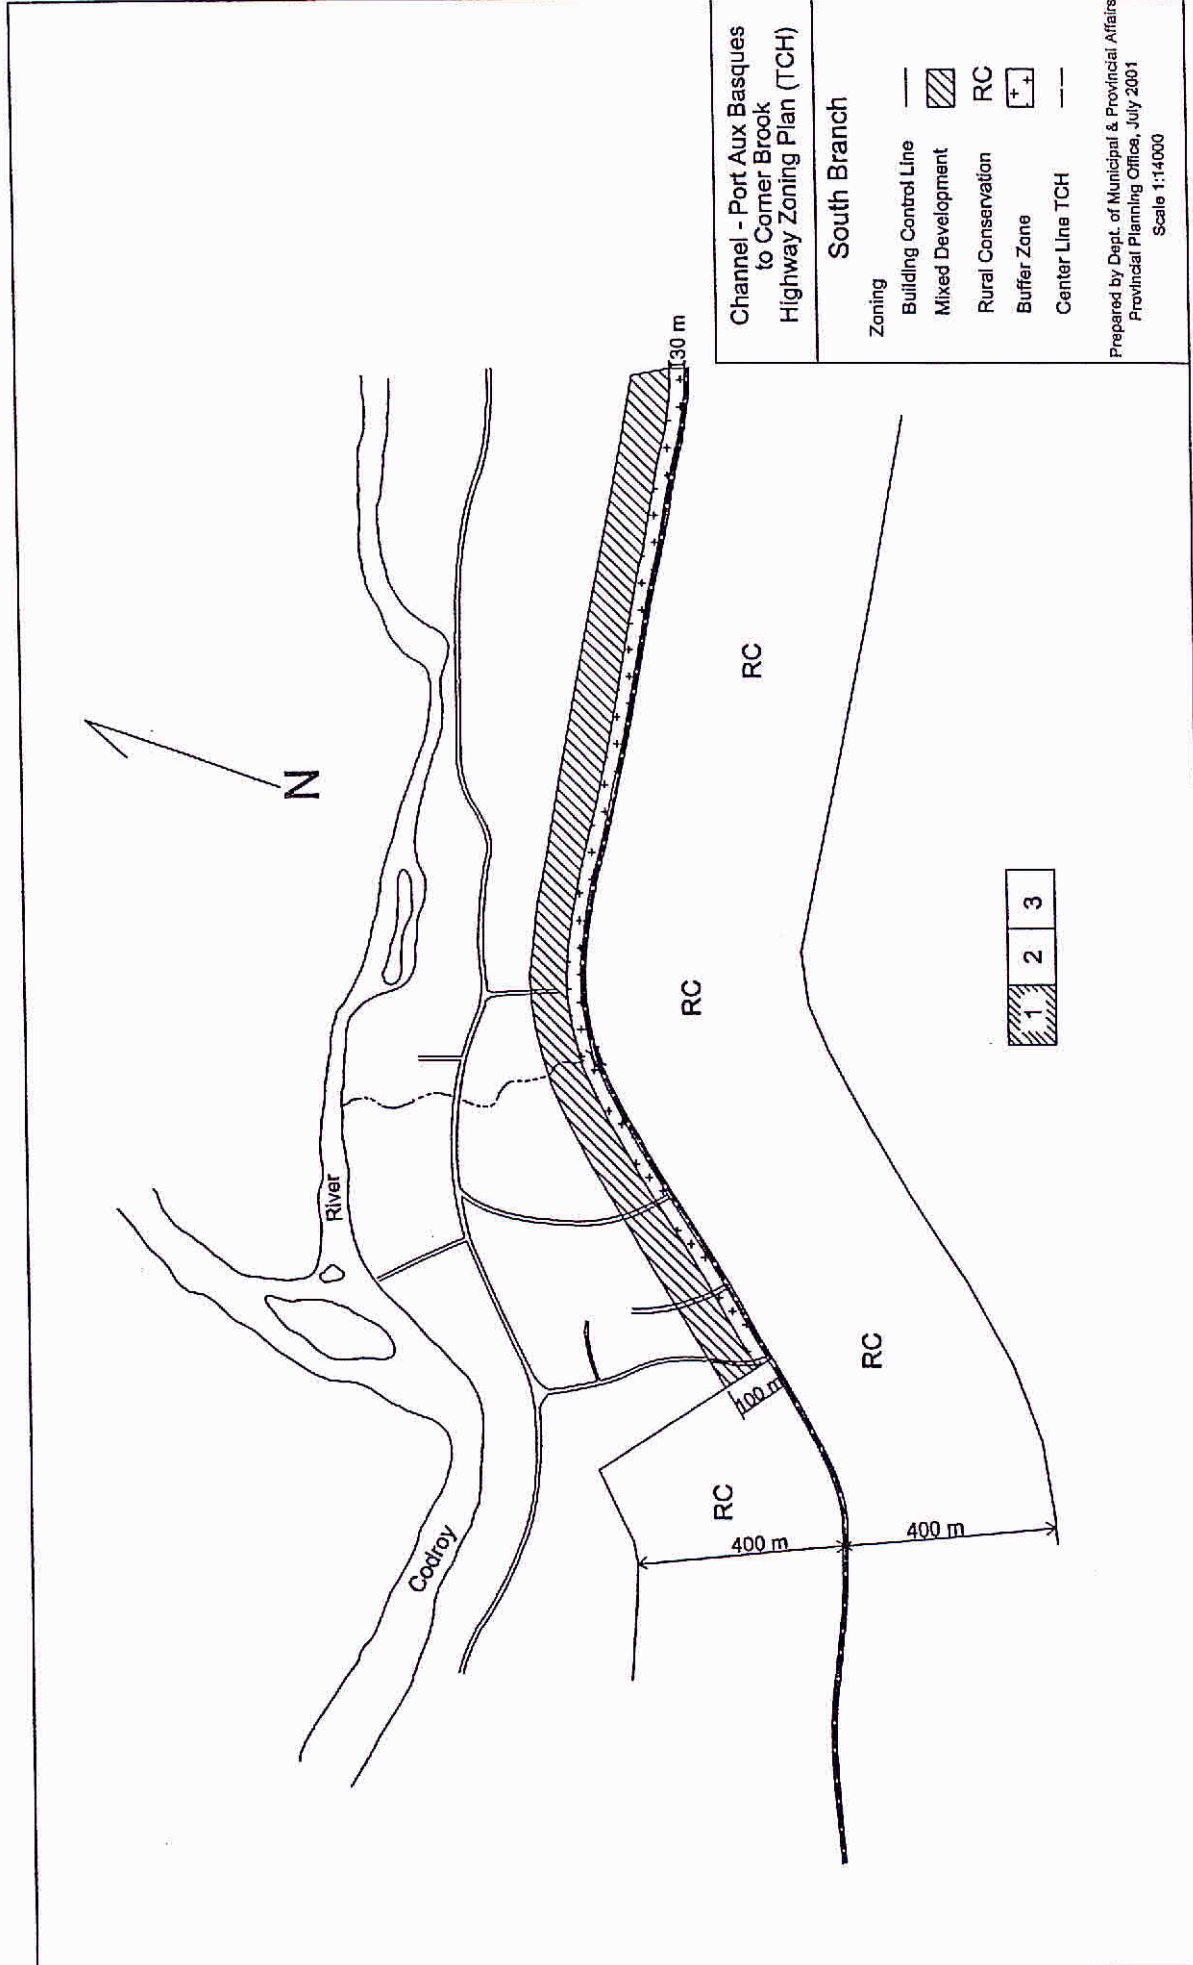 Channel - Port Aux Basques
to Corner Brook
Highway Zoning Plan (TCH)
South Branch
Zoning
Building Control Line
Mixed Development
Rural Conservation RC
Buffer Zone
Center Line TCH
Prepared by Dept. of Municipal & Provincial Affairs
Provincial Planning Office, July 2001
Scale 1:14000
N
Codroy
River
30 m
RC
RC
RC
RC
100 m
400 m
400 m
1 2 3